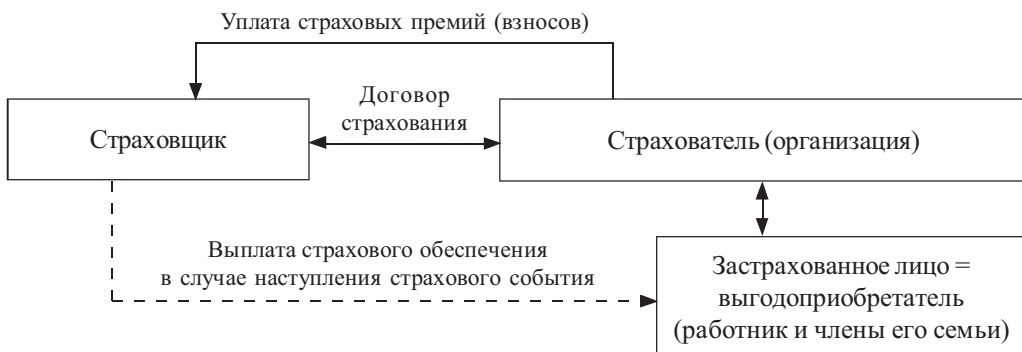 Уплата страховых премий (взносов)
Договор
страхования
Страховщик
Страхователь (организация)
Выплата страхового обеспечения
в случае наступления страхового события
Застрахованное лицо =
выгодоприобретатель
(работник и члены его семьи)